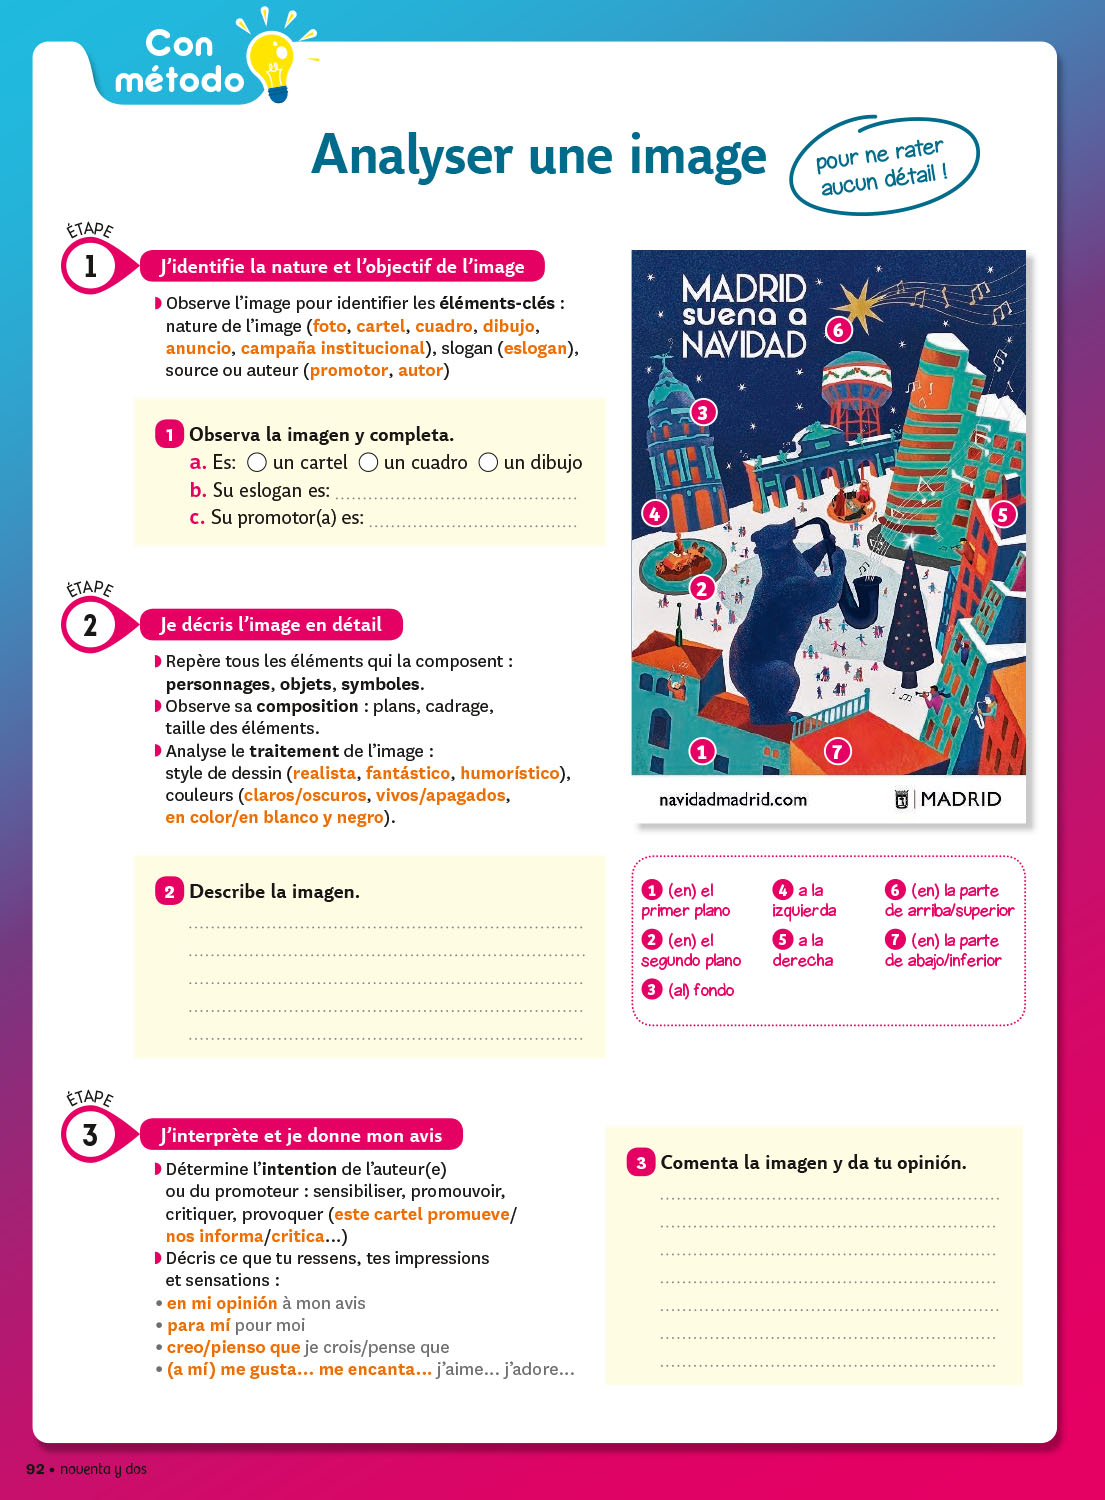 Con
método
Analyser une image
pour ne rater
aucun détail !
ÉTAPE
1
J'identifie la nature et l'objectif de l'image
Observe l'image pour identifier les éléments-clés :
nature de l'image (foto, cartel, cuadro, dibujo,
anuncio, campaña institucional), slogan (eslogan),
source ou auteur (promotor, autor)
1 Observa la imagen y completa.
a. Es: un cartel un cuadro un dibujo
b. Su eslogan es: ................................................
c. Su promotor(a) es: ..........................................
ÉTAPE
2
Je décris l'image en détail
Repère tous les éléments qui la composent :
personnages, objets, symboles.
Observe sa composition : plans, cadrage,
taille des éléments.
Analyse le traitement de l'image :
style de dessin (realista, fantástico, humorístico),
couleurs (claros/oscuros, vivos/apagados,
en color/en blanco y negro).
2 Describe la imagen.
MADRID
suena a
NAVIDAD
6
3
4
5
2
1
7
navidadmadrid.com
MADRID
1 (en) el
primer plano
2 (en) el
segundo plano
3 (al) fondo
4 a la
izquierda
5 a la
derecha
6 (en) la parte
de arriba/superior
7 (en) la parte
de abajo/inferior
ÉTAPE
3
J'interprète et je donne mon avis
Détermine l'intention de l'auteur(e)
ou du promoteur : sensibiliser, promouvoir,
critiquer, provoquer (este cartel promueve/
nos informa/critica...)
Décris ce que tu ressens, tes impressions
et sensations :
• en mi opinión à mon avis
• para mí pour moi
• creo/pienso que je crois/pense que
• (a mí) me gusta... me encanta... j'aime... j'adore...
3 Comenta la imagen y da tu opinión.
92 • noventa y dos